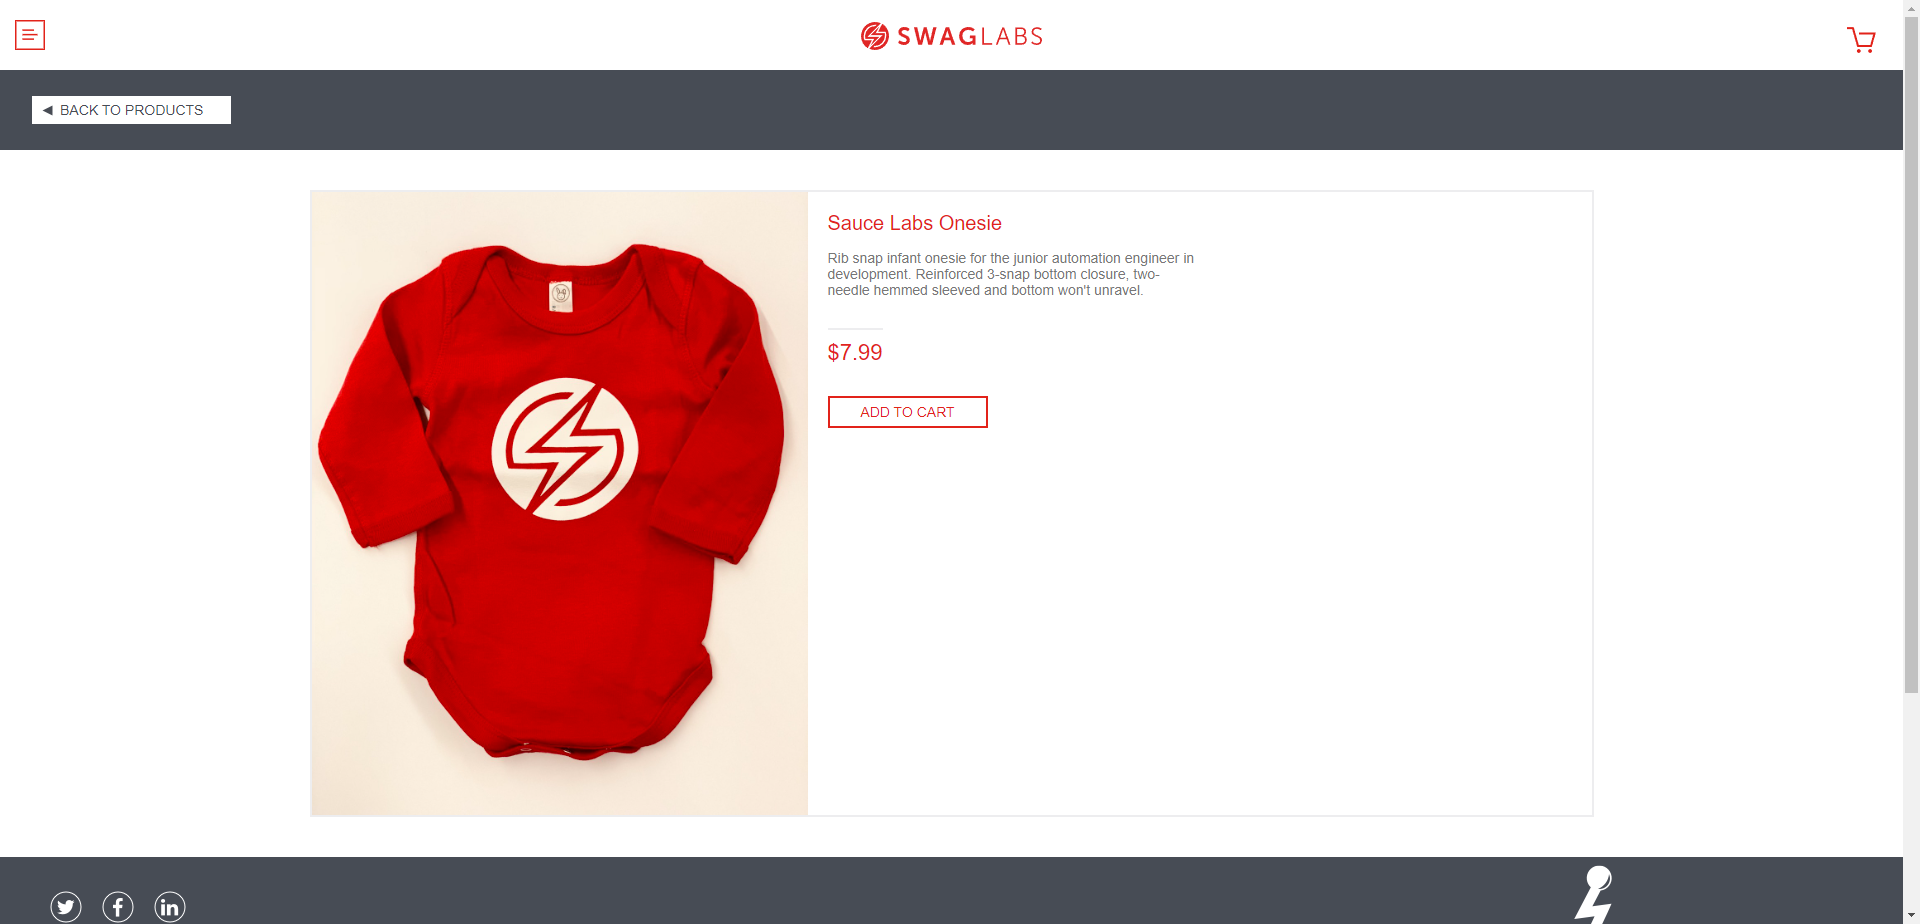 SWAGLABS
◀ BACK TO PRODUCTS
Sauce Labs Onesie
Rib snap infant onesie for the junior automation engineer in
development. Reinforced 3-snap bottom closure, two-
needle hemmed sleeved and bottom won't unravel.
$7.99
ADD TO CART